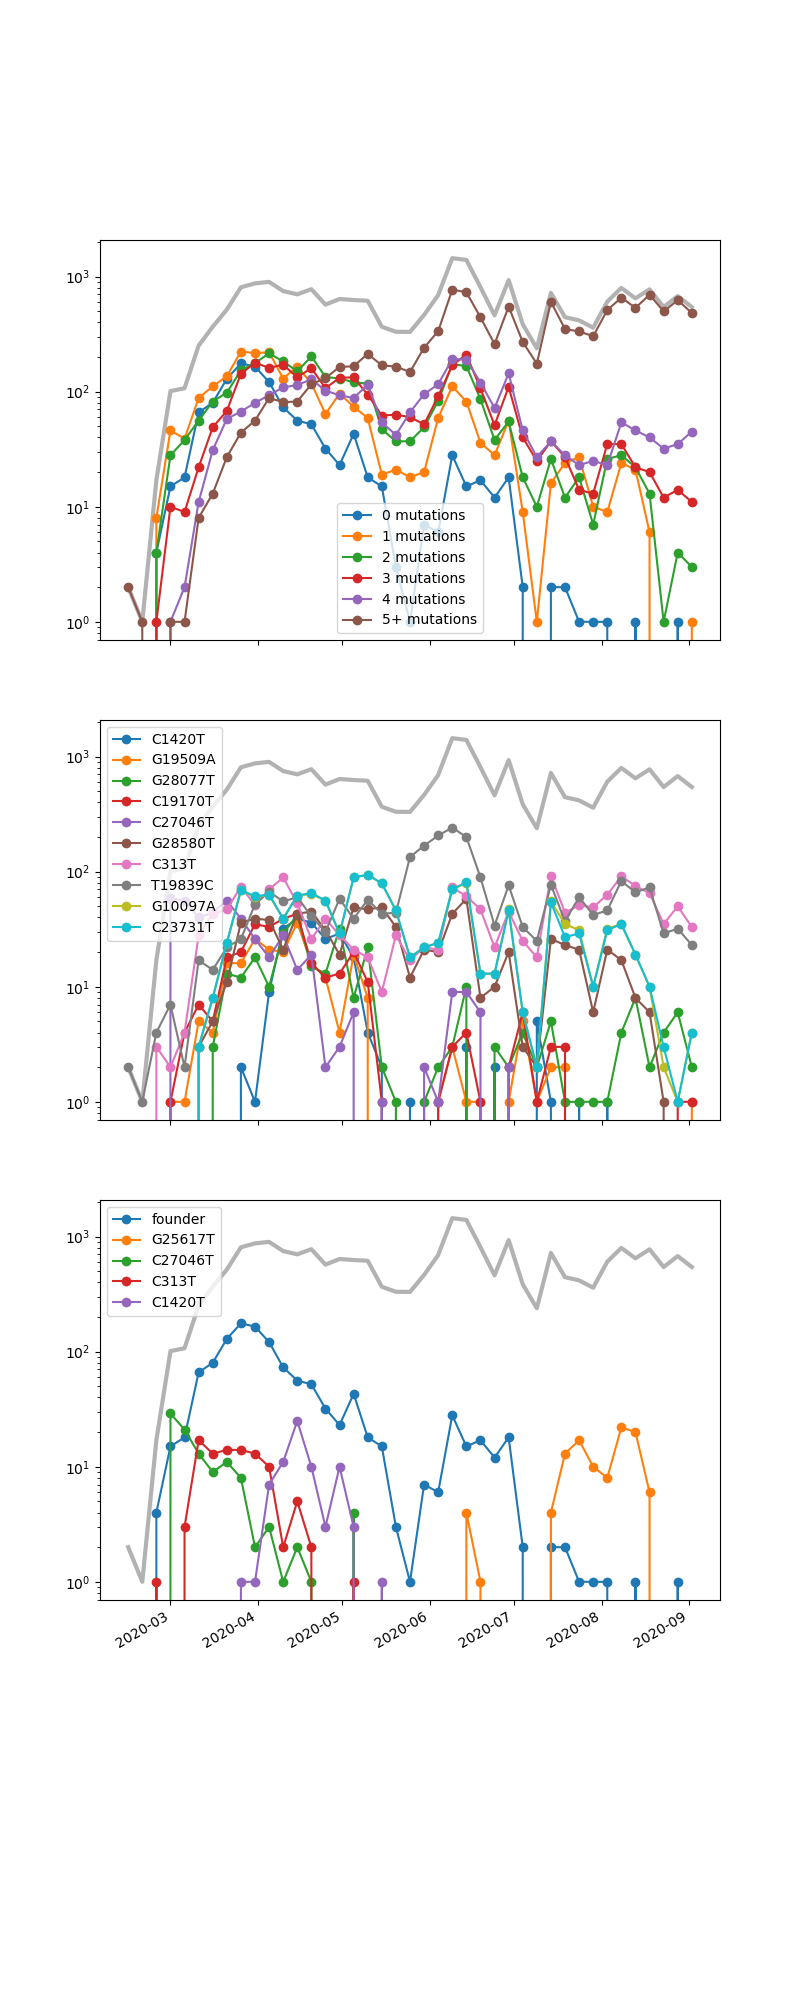 10³
10²
10¹
10⁰
0 mutations
1 mutations
2 mutations
3 mutations
4 mutations
5+ mutations
10³
10²
10¹
10⁰
C1420T
G19509A
G28077T
C19170T
C27046T
G28580T
C313T
T19839C
G10097A
C23731T
10³
10²
10¹
10⁰
founder
G25617T
C27046T
C313T
C1420T
2020-03
2020-04
2020-05
2020-06
2020-07
2020-08
2020-09